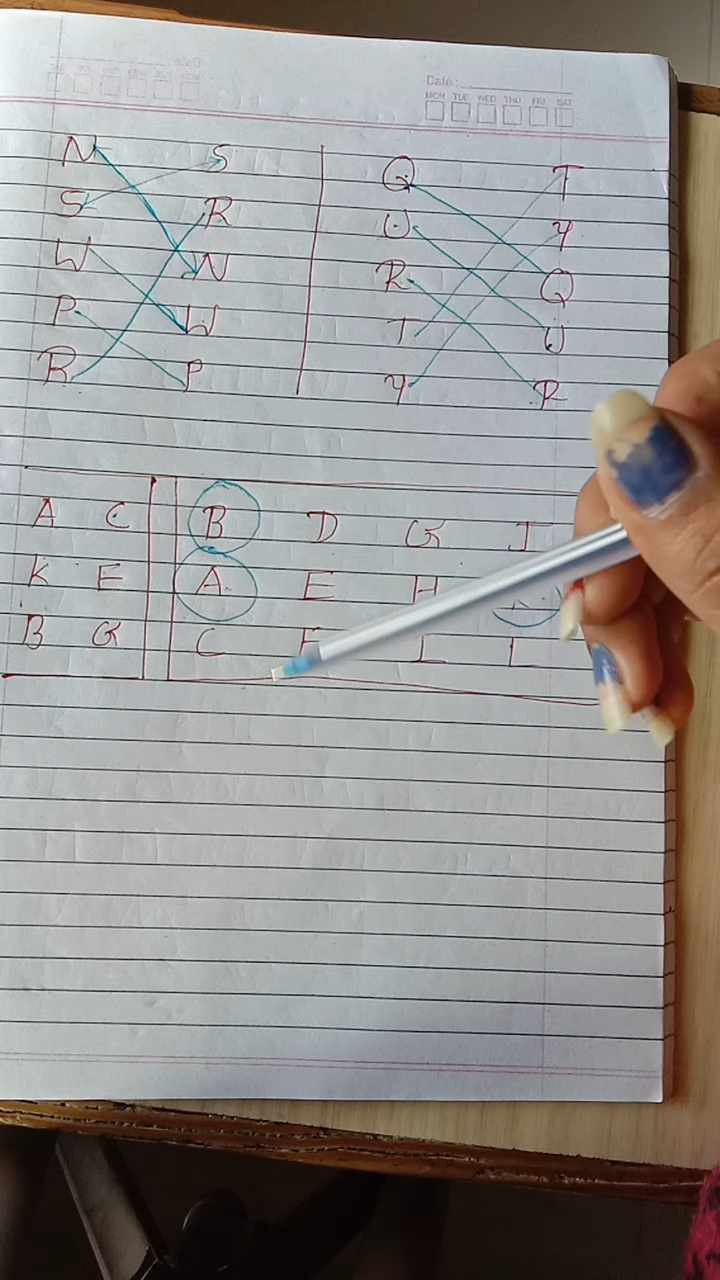 Date :
MON TUE WED THU FRI SAT
N S Q T
S R U Y
W N R Q
P W T U
R P Y R
A C B D G I
K E A E H
B G C F I L